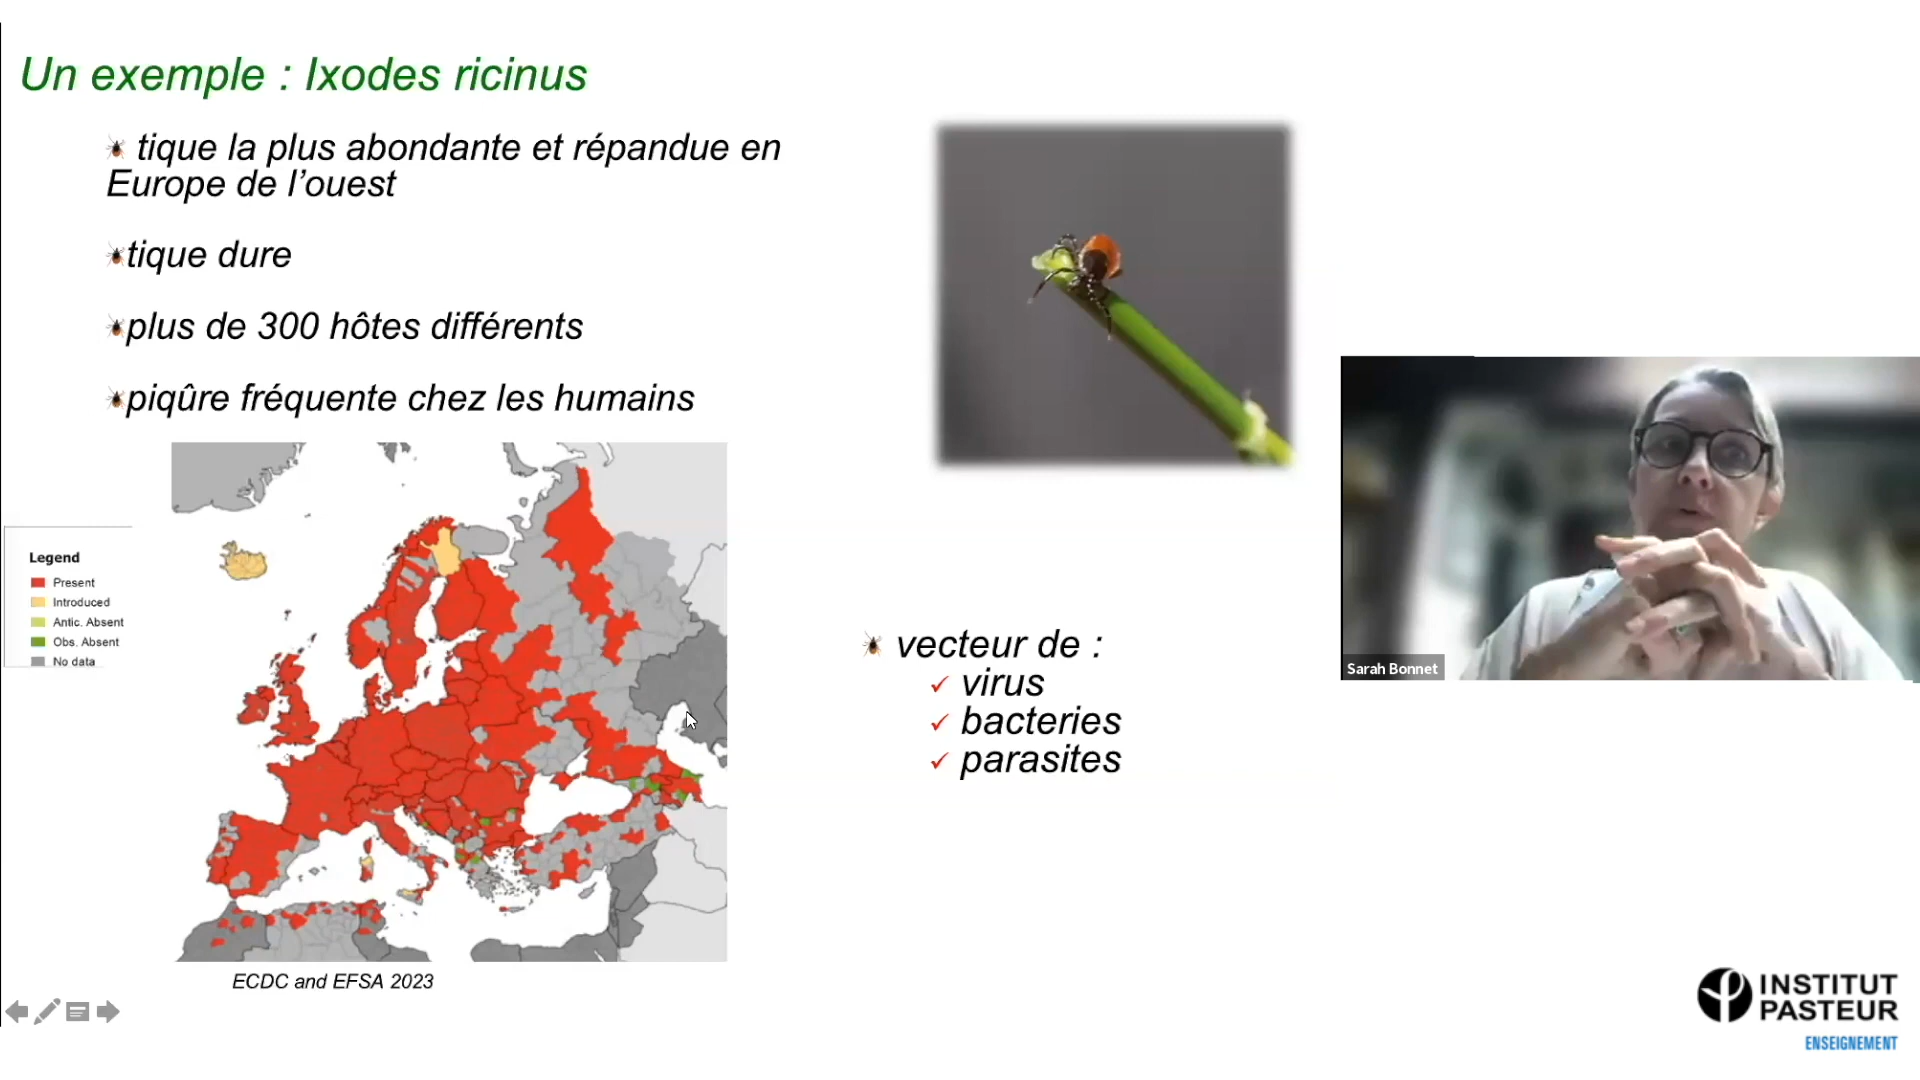 Un exemple : Ixodes ricinus
tique la plus abondante et répandue en
Europe de l’ouest
tique dure
plus de 300 hôtes différents
piqûre fréquente chez les humains
Legend
Present
Introduced
Antic. Absent
Obs. Absent
No data
ECDC and EFSA 2023
vecteur de :
virus
bacteries
parasites
Sarah Bonnet
INSTITUT
PASTEUR
ENSEIGNEMENT